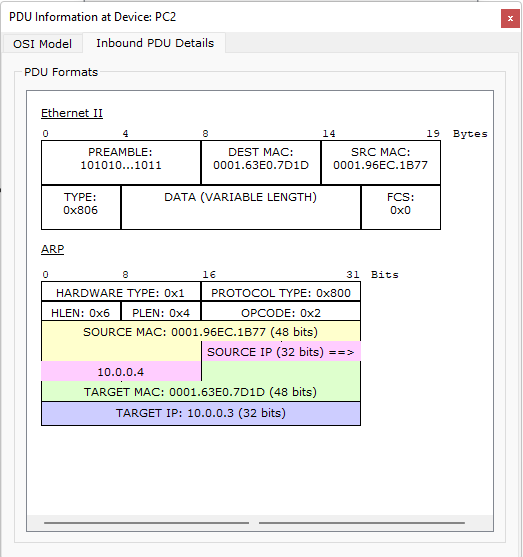 PDU Information at Device: PC2
x
OSI Model Inbound PDU Details
PDU Formats
Ethernet II
0 4 8 14 19 Bytes
PREAMBLE: DEST MAC: SRC MAC:
101010...1011 0001.63E0.7D1D 0001.96EC.1B77
TYPE: DATA (VARIABLE LENGTH) FCS:
0x806 0x0
ARP
0 8 16 31 Bits
HARDWARE TYPE: 0x1 PROTOCOL TYPE: 0x800
HLEN: 0x6 PLEN: 0x4 OPCODE: 0x2
SOURCE MAC: 0001.96EC.1B77 (48 bits)
SOURCE IP (32 bits) ==>
10.0.0.4
TARGET MAC: 0001.63E0.7D1D (48 bits)
TARGET IP: 10.0.0.3 (32 bits)